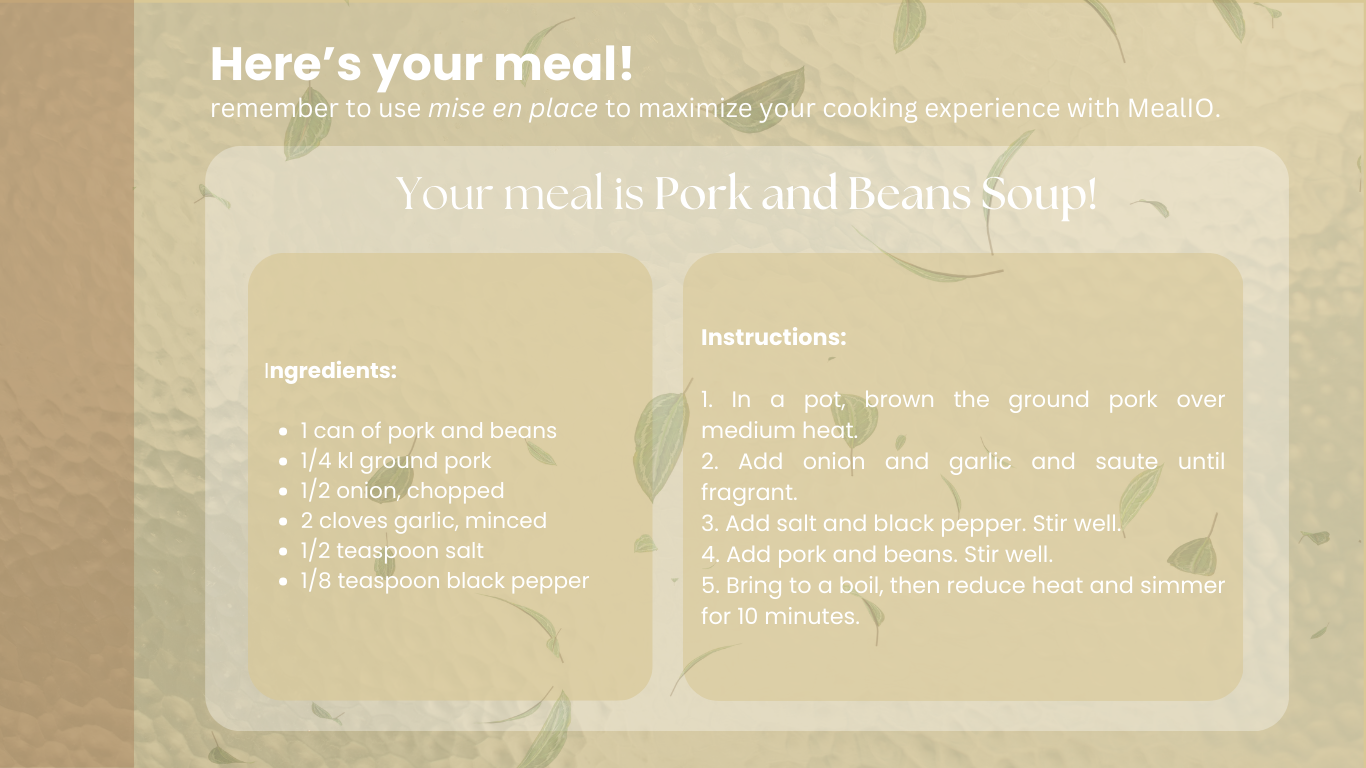 Here’s your meal!
remember to use mise en place to maximize your cooking experience with MealIO.
Your meal is Pork and Beans Soup!
Ingredients:
• 1 can of pork and beans
• 1/4 kl ground pork
• 1/2 onion, chopped
• 2 cloves garlic, minced
• 1/2 teaspoon salt
• 1/8 teaspoon black pepper
Instructions:
1. In a pot, brown the ground pork over
medium heat.
2. Add onion and garlic and saute until
fragrant.
3. Add salt and black pepper. Stir well.
4. Add pork and beans. Stir well.
5. Bring to a boil, then reduce heat and simmer
for 10 minutes.